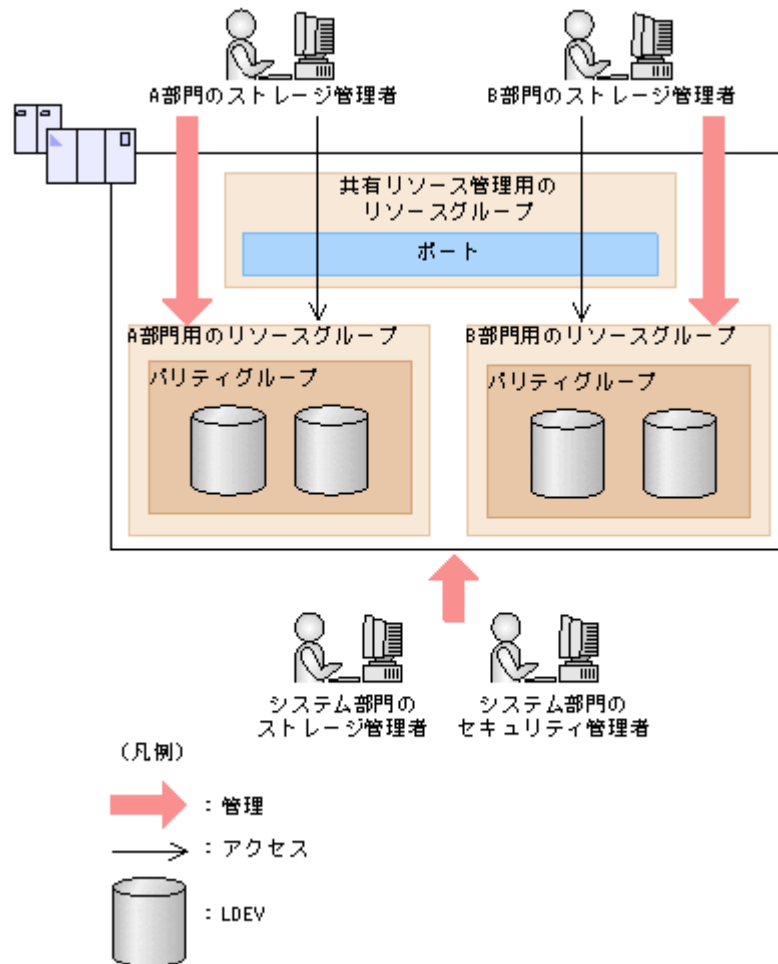 A部門のストレージ管理者
B部門のストレージ管理者
共有リソース管理用の
リソースグループ
ポート
A部門用のリソースグループ
B部門用のリソースグループ
パリティグループ
パリティグループ
システム部門の
ストレージ管理者
システム部門の
セキュリティ管理者
(凡例)
：管理
：アクセス
：LDEV